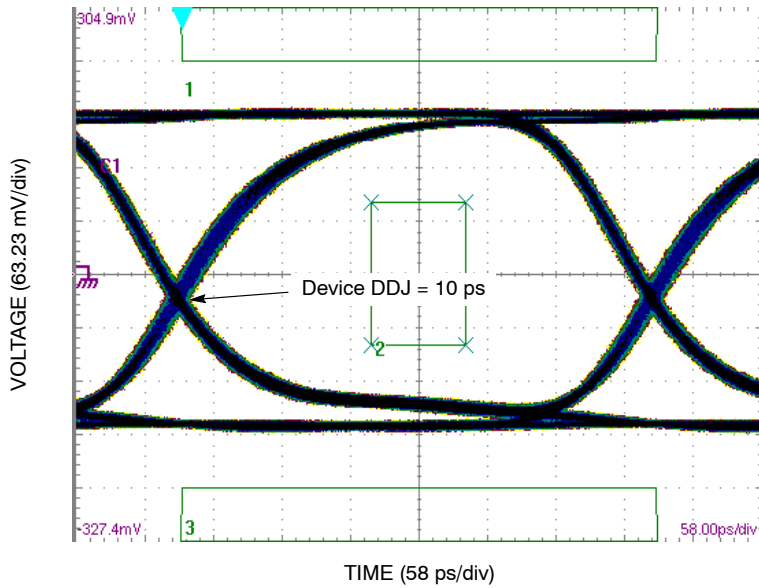 304.9mV
1
C1
VOLTAGE (63.23 mV/div)
Device DDJ = 10 ps
2
3
-327.4mV
58.00ps/div
TIME (58 ps/div)